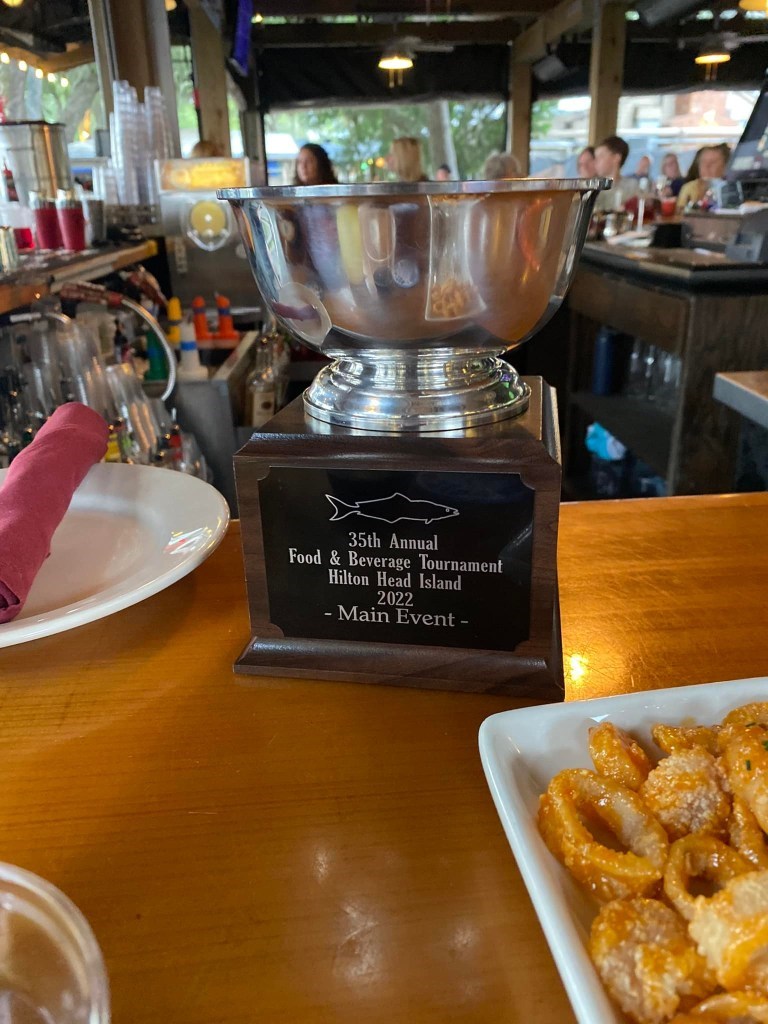 35th Annual
Food & Beverage Tournament
Hilton Head Island
2022
- Main Event -